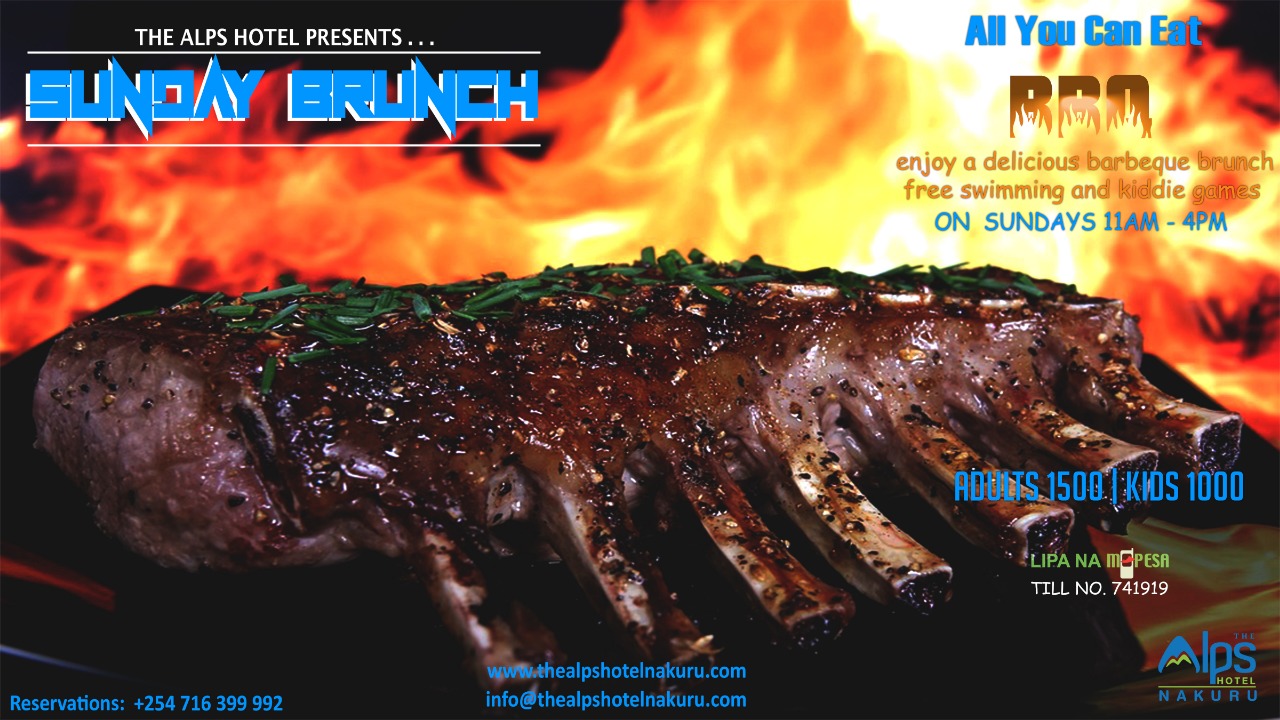 THE ALPS HOTEL PRESENTS . . .
SUNDAY BRUNCH
All You Can Eat
BBQ
enjoy a delicious barbeque brunch
free swimming and kiddie games
ON SUNDAYS 11AM - 4PM
ADULTS 1500 | KIDS 1000
LIPA NA M-PESA
TILL NO. 741919
www.thealpshotelnakuru.com
info@thealpshotelnakuru.com
Reservations: +254 716 399 992
THE
Alps
HOTEL
NAKURU